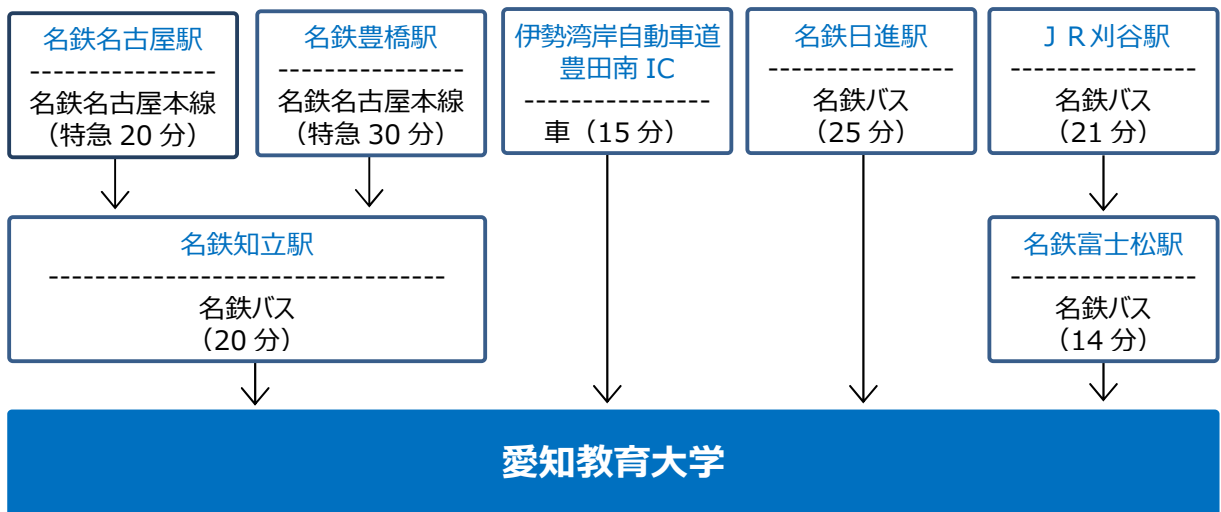 名鉄名古屋駅
----------------
名鉄名古屋本線
（特急 20 分）
名鉄豊橋駅
----------------
名鉄名古屋本線
（特急 30 分）
伊勢湾岸自動車道
豊田南 IC
----------------
車（15 分）
名鉄日進駅
----------------
名鉄バス
（25 分）
ＪＲ刈谷駅
----------------
名鉄バス
（21 分）
名鉄知立駅
----------------------------------
名鉄バス
（20 分）
名鉄富士松駅
----------------
名鉄バス
（14 分）
愛知教育大学